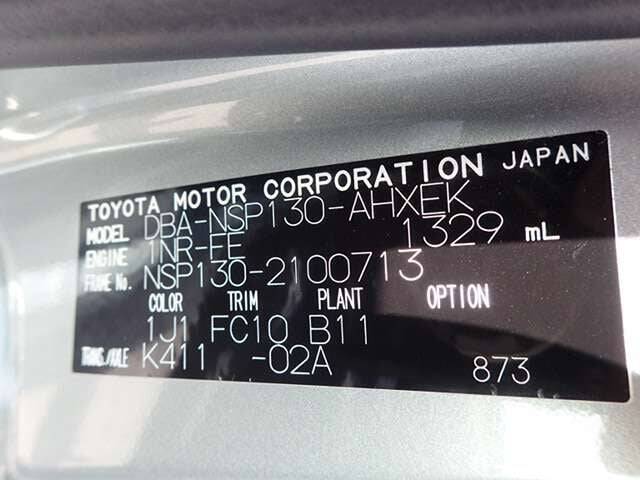 TOYOTA MOTOR CORPORATION JAPAN
MODEL DBA-NSP130-AHXEK
ENGINE 1NR-FE 1329 mL
FRAME No. NSP130-2100713
COLOR TRIM PLANT OPTION
1J1 FC10 B11
TRANS./AXLE K411 -02A 873